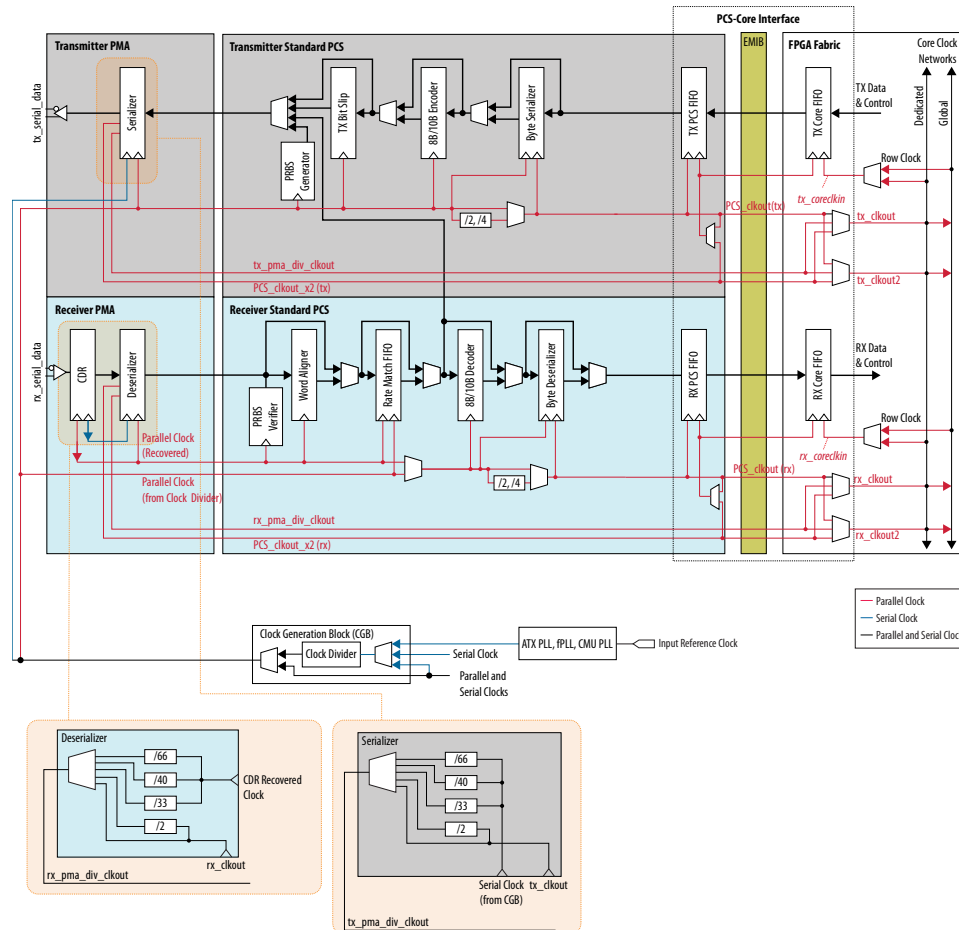 PCS-Core Interface
Transmitter PMA
Transmitter Standard PCS
EMIB
FPGA Fabric
Core Clock
Networks
Dedicated
Global
tx_serial_data
Serializer
PRBS
Generator
TX Bit Slip
8B/10B Encoder
Byte Serializer
TX PCS FIFO
TX Core FIFO
TX Data
& Control
Row Clock
/2, /4
PCS_clkout(tx)
tx_coreclkin
tx_clkout
tx_pma_div_clkout
PCS_clkout_x2 (tx)
tx_clkout2
Receiver PMA
Receiver Standard PCS
rx_serial_data
CDR
Deserializer
PRBS
Verifier
Word Aligner
Rate Match FIFO
8B/10B Decoder
Byte Deserializer
RX PCS FIFO
RX Core FIFO
RX Data
& Control
Row Clock
Parallel Clock
(Recovered)
Parallel Clock
(from Clock Divider)
/2, /4
PCS_clkout (rx)
rx_coreclkin
rx_clkout
rx_pma_div_clkout
PCS_clkout_x2 (rx)
rx_clkout2
Parallel Clock
Serial Clock
Parallel and Serial Clock
Clock Generation Block (CGB)
Clock Divider
Serial Clock
Parallel and
Serial Clocks
ATX PLL, fPLL, CMU PLL
Input Reference Clock
Deserializer
/66
/40
/33
/2
CDR Recovered
Clock
rx_clkout
rx_pma_div_clkout
Serializer
/66
/40
/33
/2
Serial Clock
(from CGB)
tx_clkout
tx_pma_div_clkout